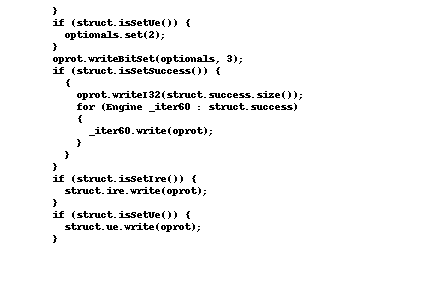 }
if (struct.isSetUe()) {
optionals.set(2);
}
oprot.writeBitSet(optionals, 3);
if (struct.isSetSuccess()) {
{
oprot.writeI32(struct.success.size());
for (Engine _iter60 : struct.success)
{
_iter60.write(oprot);
}
}
}
if (struct.isSetIre()) {
struct.ire.write(oprot);
}
if (struct.isSetUe()) {
struct.ue.write(oprot);
}